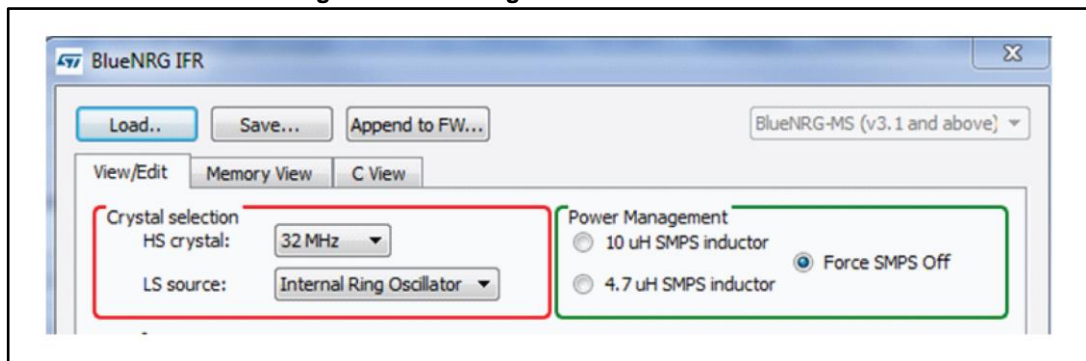 BlueNRG IFR
Load..
Save...
Append to FW...
BlueNRG-MS (v3.1 and above)
View/Edit
Memory View
C View
Crystal selection
HS crystal:
32 MHz
LS source:
Internal Ring Oscillator
Power Management
10 uH SMPS inductor
4.7 uH SMPS inductor
Force SMPS Off